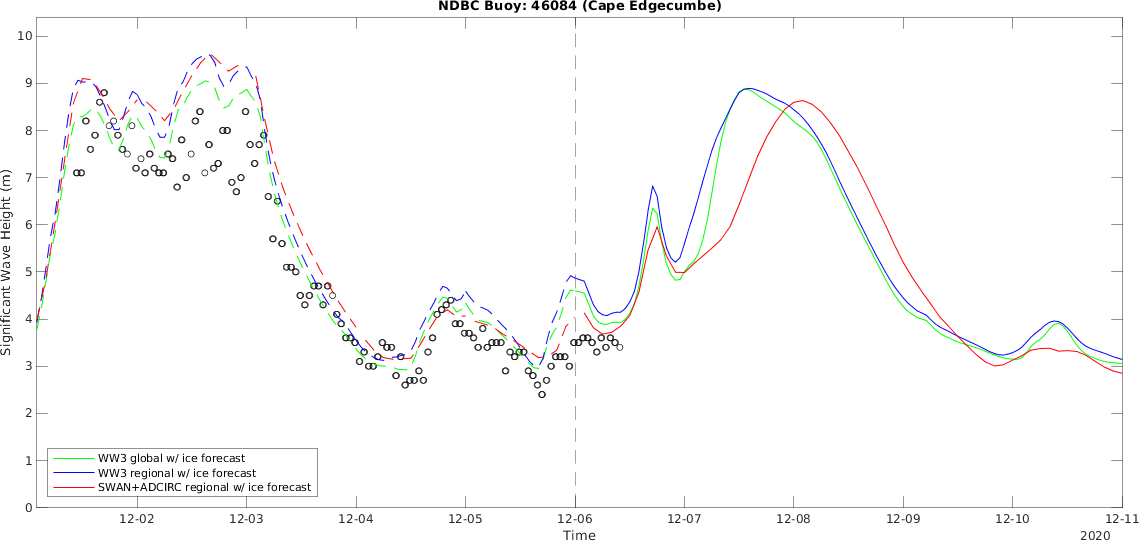 NDBC Buoy: 46084 (Cape Edgecumbe)
10
9
8
7
6
5
4
3
2
1
0
Significant Wave Height (m)
WW3 global w/ ice forecast
WW3 regional w/ ice forecast
SWAN+ADCIRC regional w/ ice forecast
12-02 12-03 12-04 12-05 12-06 12-07 12-08 12-09 12-10 12-11
Time
2020